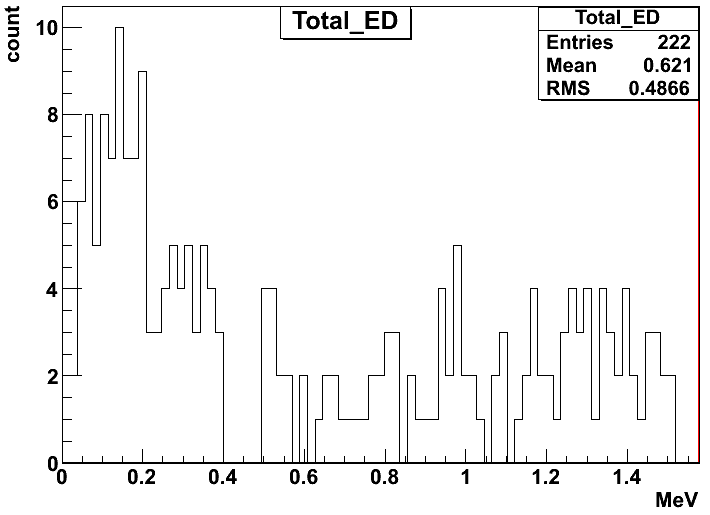 Total_ED
Total_ED
Entries 222
Mean 0.621
RMS 0.4866
count
10
8
6
4
2
0
0 0.2 0.4 0.6 0.8 1 1.2 1.4
MeV